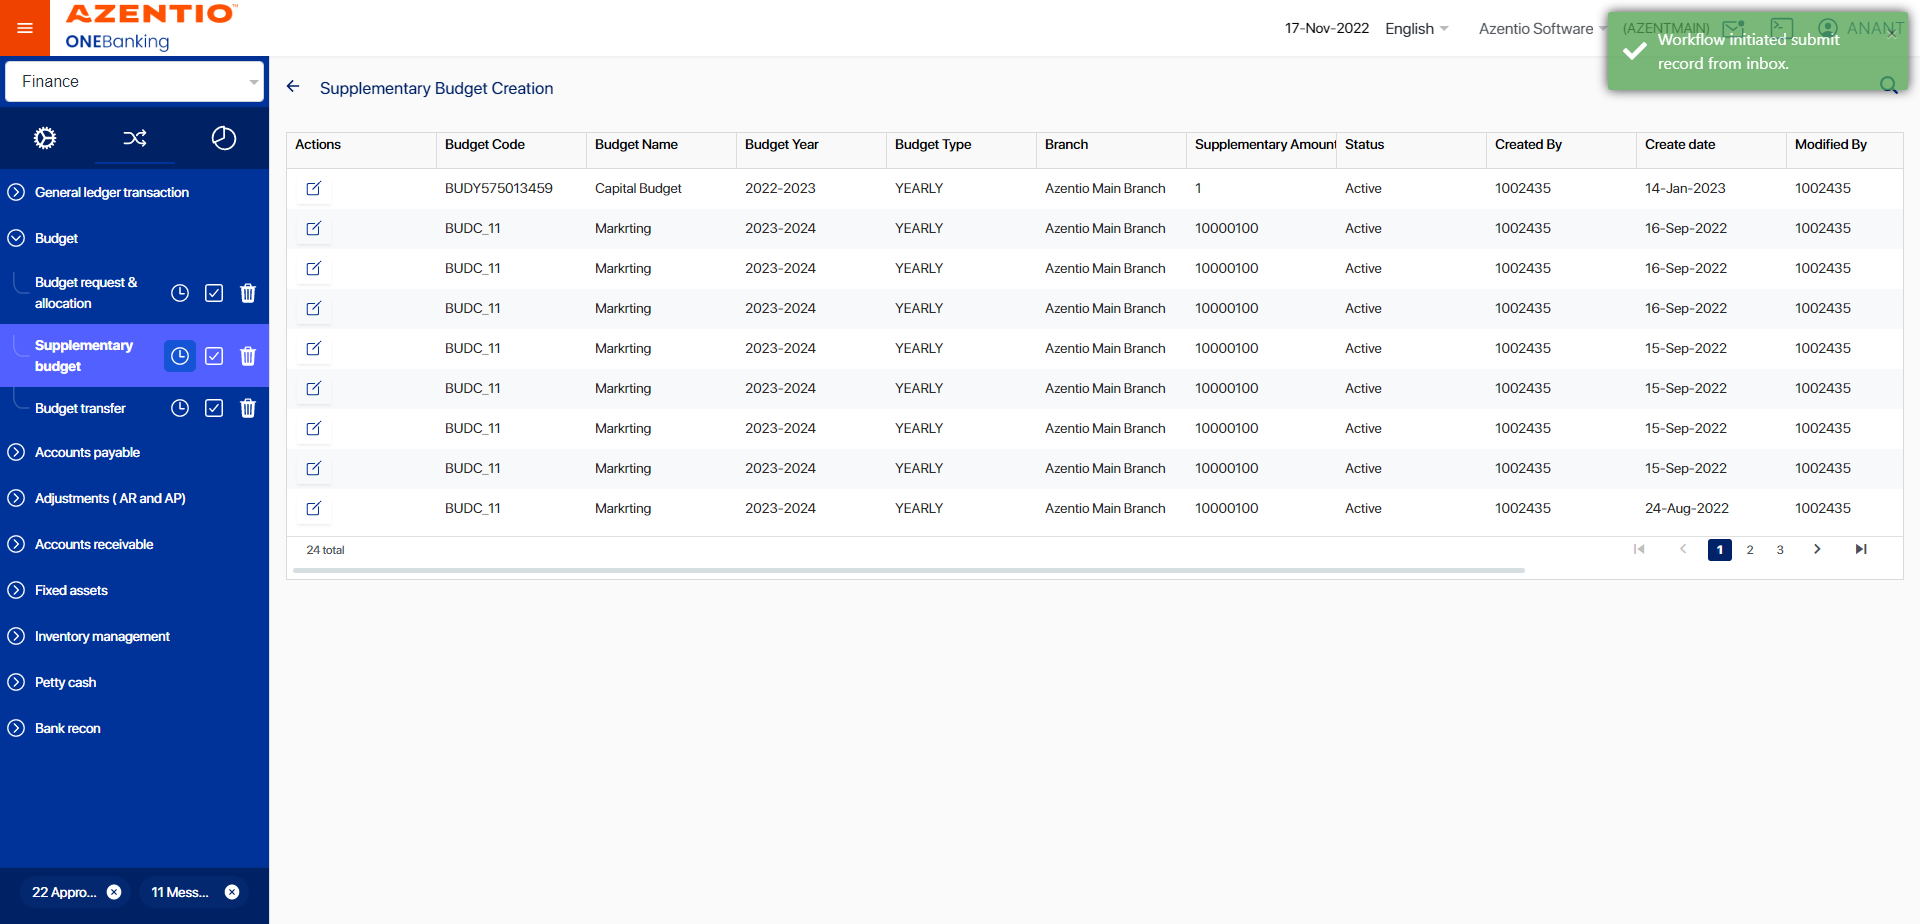 AZENTIO™
ONEBanking
17-Nov-2022 English Azentio Software (AZENTMAIN) ANANT
Workflow initiated submit
record from inbox.
Finance
Supplementary Budget Creation
General ledger transaction
Budget
Budget request &
allocation
Supplementary
budget
Budget transfer
Accounts payable
Adjustments ( AR and AP)
Accounts receivable
Fixed assets
Inventory management
Petty cash
Bank recon
22 Appro...
11 Mess...
Actions Budget Code Budget Name Budget Year Budget Type Branch Supplementary Amount Status Created By Create date Modified By
BUDY575013459 Capital Budget 2022-2023 YEARLY Azentio Main Branch 1 Active 1002435 14-Jan-2023 1002435
BUDC_11 Markrting 2023-2024 YEARLY Azentio Main Branch 10000100 Active 1002435 16-Sep-2022 1002435
BUDC_11 Markrting 2023-2024 YEARLY Azentio Main Branch 10000100 Active 1002435 16-Sep-2022 1002435
BUDC_11 Markrting 2023-2024 YEARLY Azentio Main Branch 10000100 Active 1002435 16-Sep-2022 1002435
BUDC_11 Markrting 2023-2024 YEARLY Azentio Main Branch 10000100 Active 1002435 15-Sep-2022 1002435
BUDC_11 Markrting 2023-2024 YEARLY Azentio Main Branch 10000100 Active 1002435 15-Sep-2022 1002435
BUDC_11 Markrting 2023-2024 YEARLY Azentio Main Branch 10000100 Active 1002435 15-Sep-2022 1002435
BUDC_11 Markrting 2023-2024 YEARLY Azentio Main Branch 10000100 Active 1002435 15-Sep-2022 1002435
BUDC_11 Markrting 2023-2024 YEARLY Azentio Main Branch 10000100 Active 1002435 24-Aug-2022 1002435
24 total
1 2 3